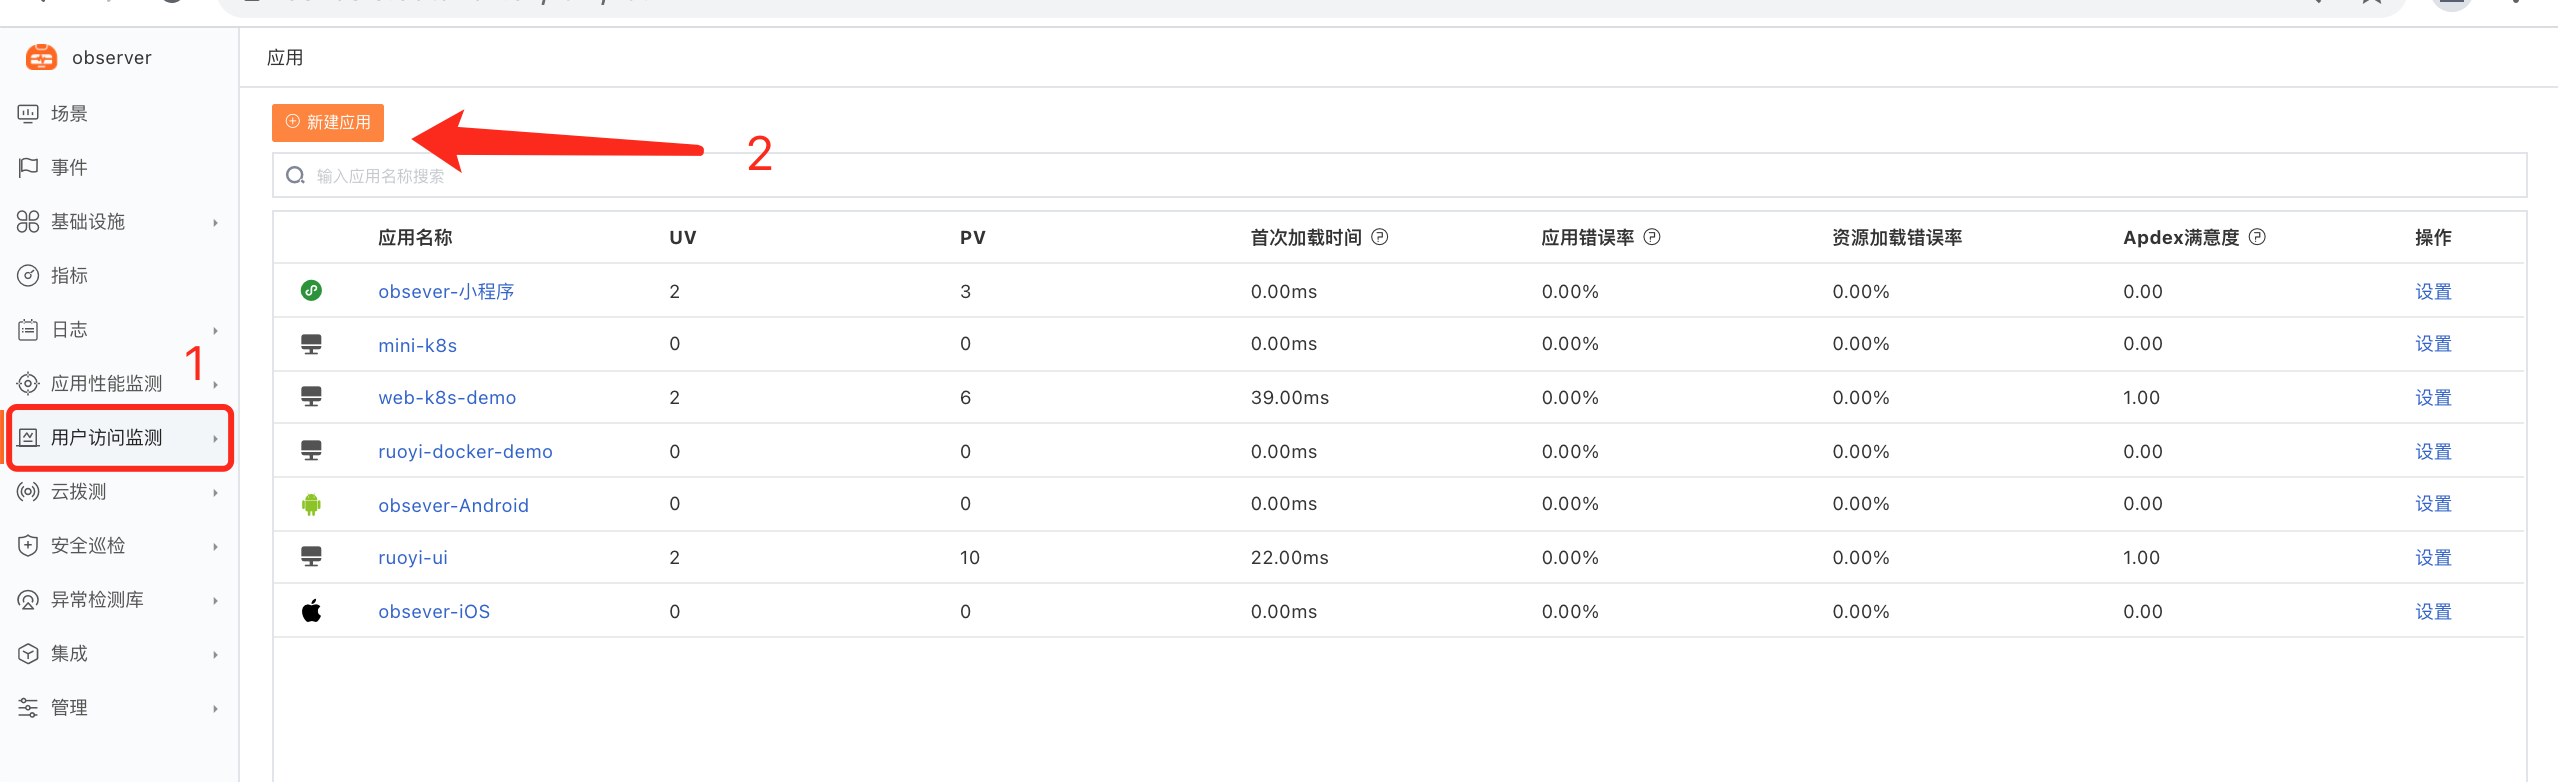 observer
场景
事件
基础设施
指标
日志
应用性能监测
1
用户访问监测
云拨测
安全巡检
异常检测库
集成
管理
应用
新建应用
2
输入应用名称搜索
应用名称 UV PV 首次加载时间 应用错误率 资源加载错误率 Apdex满意度 操作
obsever-小程序 2 3 0.00ms 0.00% 0.00% 0.00 设置
mini-k8s 0 0 0.00ms 0.00% 0.00% 0.00 设置
web-k8s-demo 2 6 39.00ms 0.00% 0.00% 1.00 设置
ruoyi-docker-demo 0 0 0.00ms 0.00% 0.00% 0.00 设置
obsever-Android 0 0 0.00ms 0.00% 0.00% 0.00 设置
ruoyi-ui 2 10 22.00ms 0.00% 0.00% 1.00 设置
obsever-iOS 0 0 0.00ms 0.00% 0.00% 0.00 设置